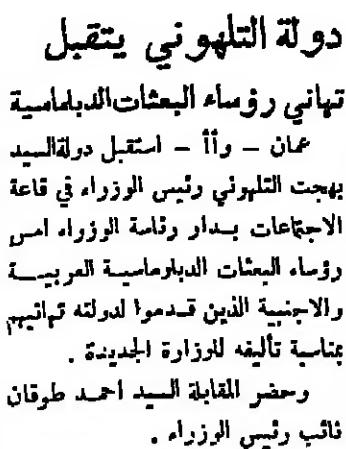 دولة التلهوني يتقبل
تهاني رؤساء البعثات الدبلماسية
عمان – وأأ – استقبل دولة السيد
بهجت التلهوني رئيس الوزراء في قاعة
الاجتماعات بدار رئاسة الوزراء امس
رؤساء البعثات الدبلوماسية العربية
والاجنبية الذين قدموا لدولته تهانيهم
بمناسبة تأليفه للوزارة الجديدة .
وحضر المقابلة السيد احمد طوقان
نائب رئيس الوزراء .